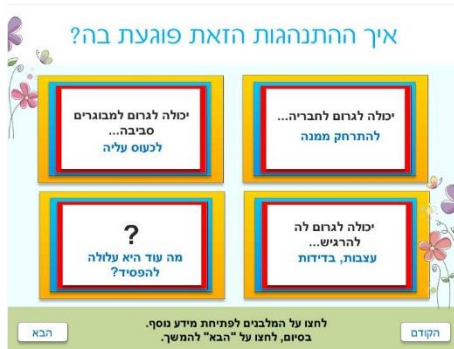 איך ההתנהגות הזאת פוגעת בה?
יכולה לגרום לחבריה...
להתרחק ממנה
יכולה לגרום למבוגרים
סביבה...
לכעוס עליה
יכולה לגרום לה
להרגיש...
עצבות, בדידות
?
מה עוד היא עלולה
להפסיד?
לחצו על המלבנים לפתיחת מידע נוסף.
בסיום, לחצו על "הבא" להמשך.
הקודם
הבא